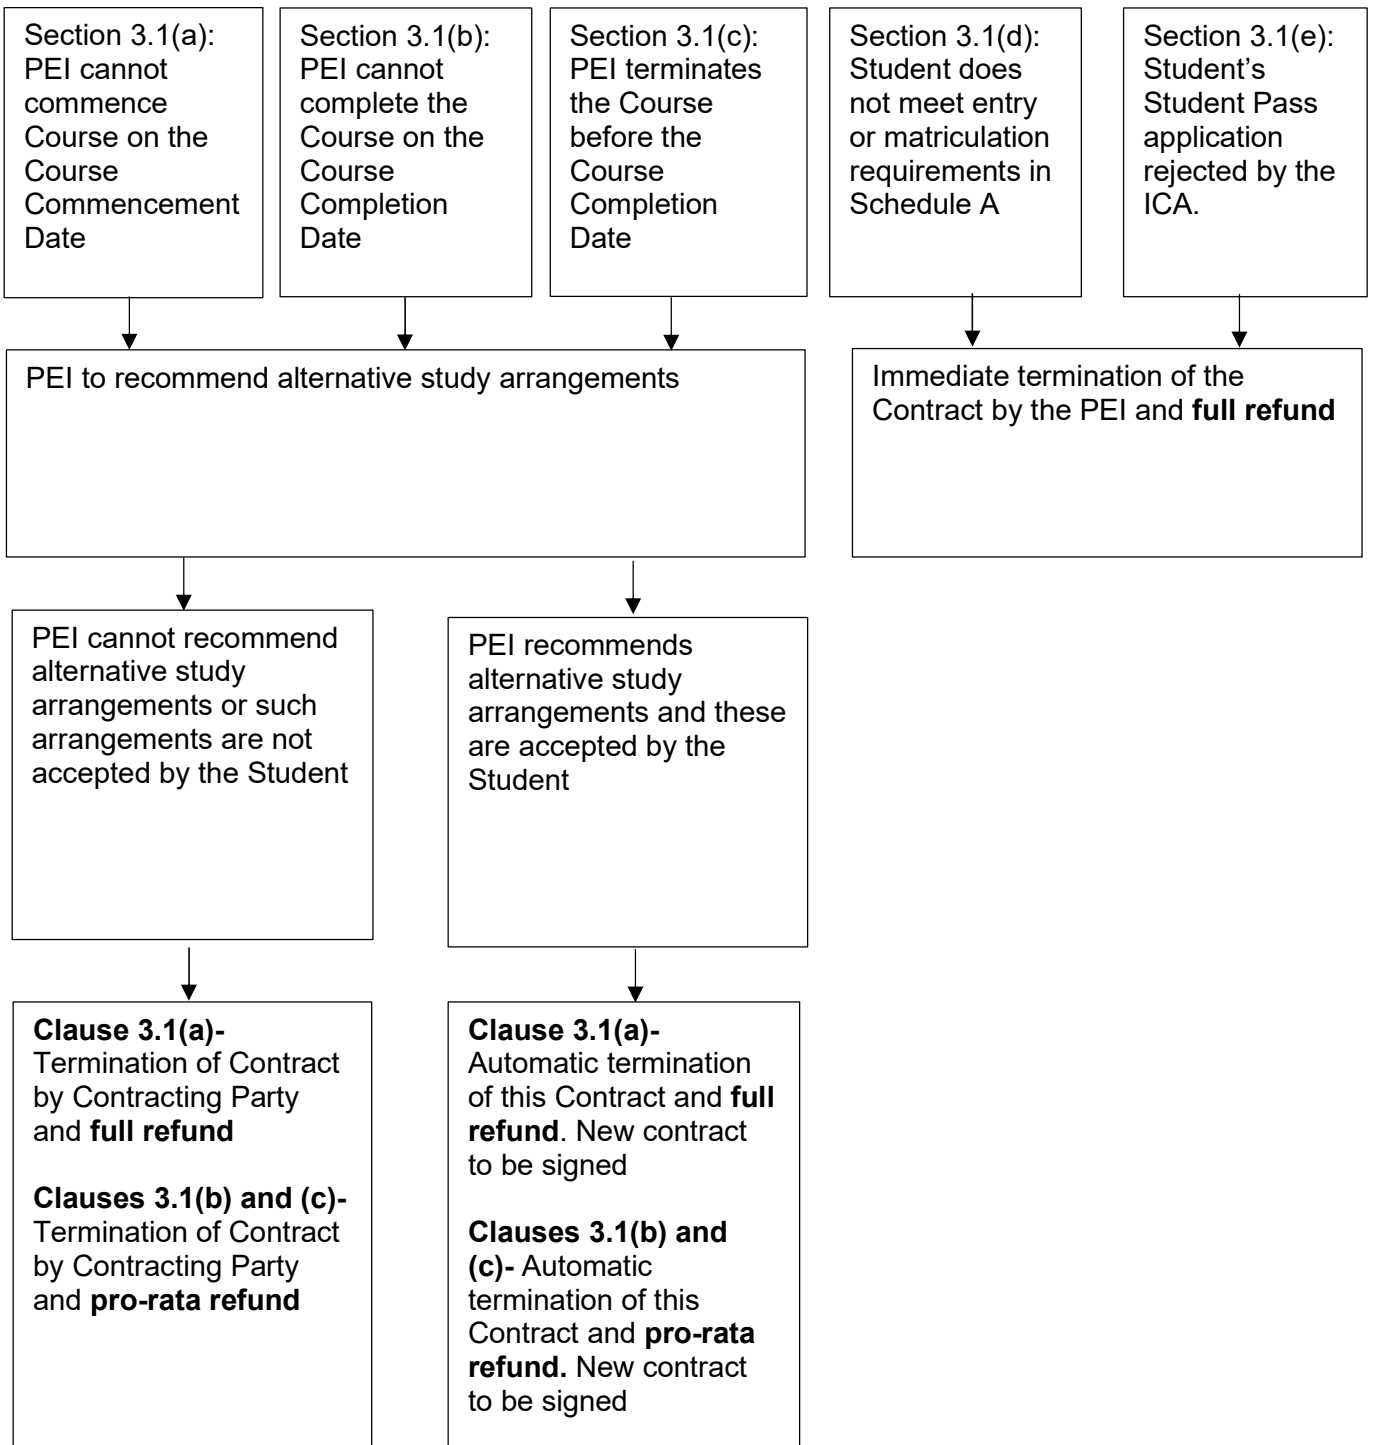 Section 3.1(a):
PEI cannot
commence
Course on the
Course
Commencement
Date
Section 3.1(b):
PEI cannot
complete the
Course on the
Course
Completion
Date
Section 3.1(c):
PEI terminates
the Course
before the
Course
Completion
Date
Section 3.1(d):
Student does
not meet entry
or matriculation
requirements in
Schedule A
Section 3.1(e):
Student’s
Student Pass
application
rejected by the
ICA.
PEI to recommend alternative study arrangements
Immediate termination of the
Contract by the PEI and full refund
PEI cannot recommend
alternative study
arrangements or such
arrangements are not
accepted by the Student
PEI recommends
alternative study
arrangements and these
are accepted by the
Student
Clause 3.1(a)-
Termination of Contract
by Contracting Party
and full refund
Clauses 3.1(b) and (c)-
Termination of Contract
by Contracting Party
and pro-rata refund
Clause 3.1(a)-
Automatic termination
of this Contract and full
refund. New contract
to be signed
Clauses 3.1(b) and
(c)- Automatic
termination of this
Contract and pro-rata
refund. New contract
to be signed